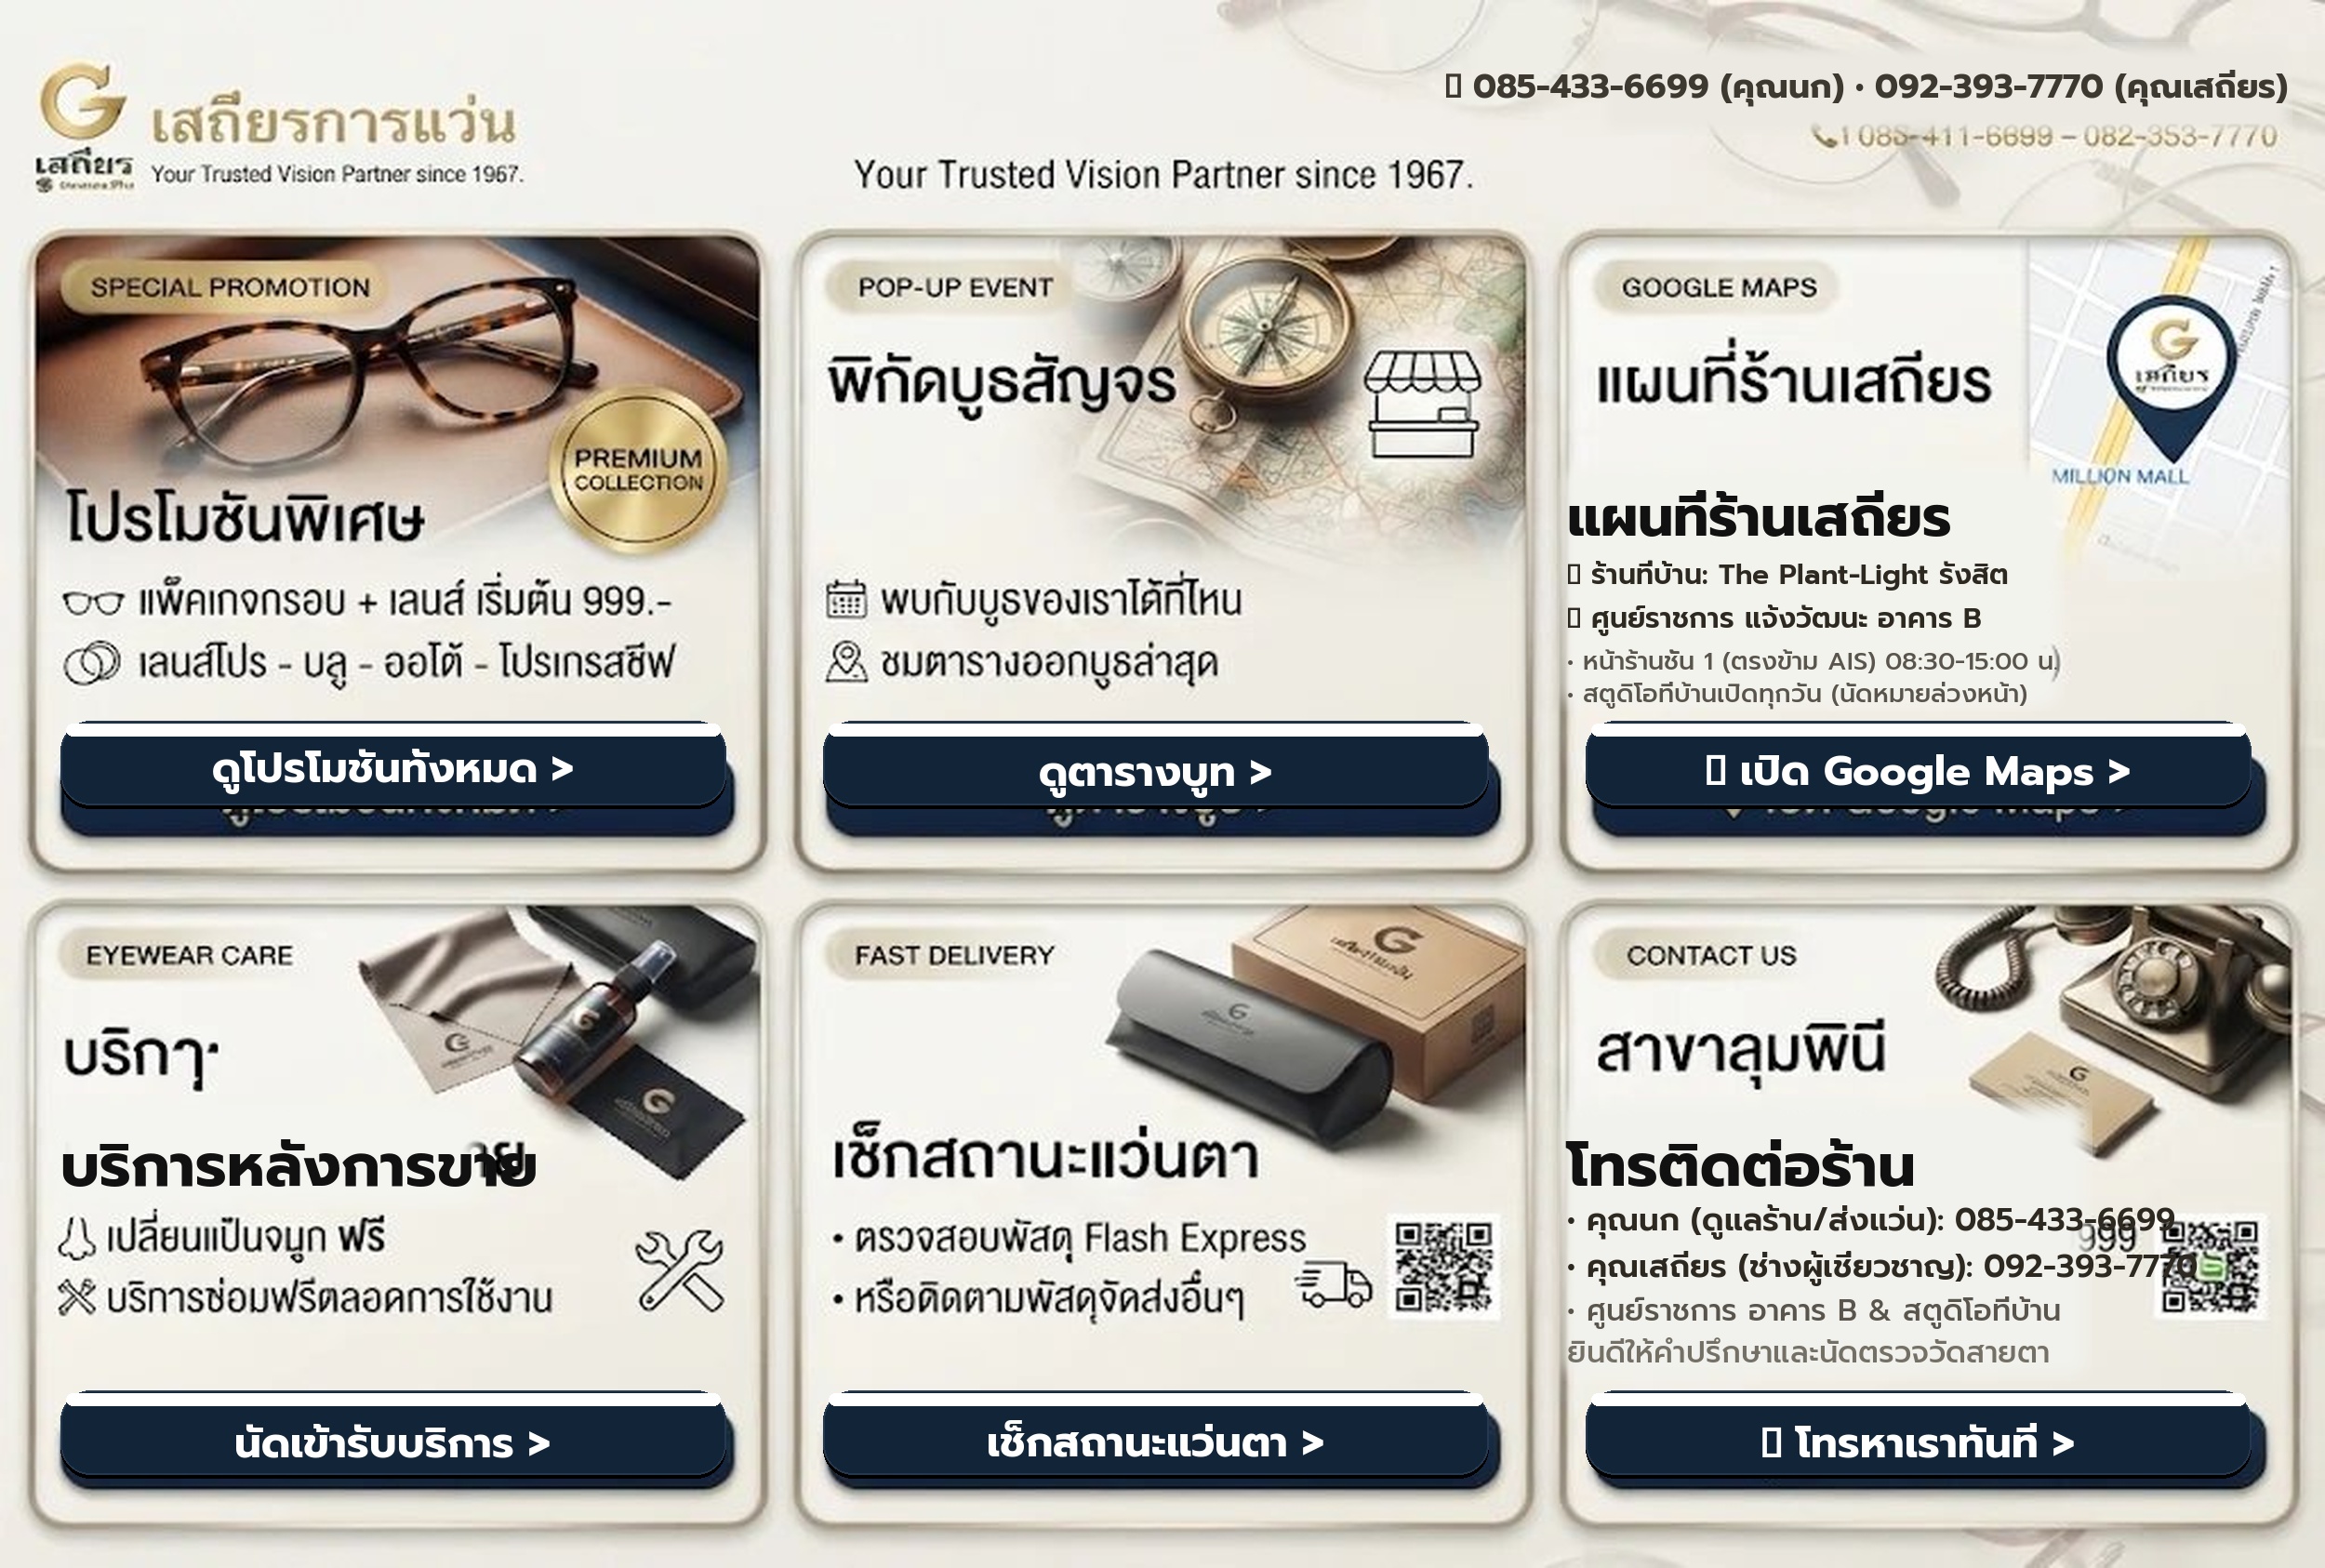 085-433-6699 (คุณนก) • 092-393-7770 (คุณเสถียร)
085-411-6699 – 082-353-7770
G
เสถียร
เสถียรการแว่น
Your Trusted Vision Partner since 1967.
Your Trusted Vision Partner since 1967.
SPECIAL PROMOTION
PREMIUM
COLLECTION
โปรโมชันพิเศษ
แพ็คเกจกรอบ + เลนส์ เริ่มต้น 999.-
เลนส์โปร - บลู - ออโต้ - โปรเกรสซีฟ
ดูโปรโมชันทั้งหมด >
POP-UP EVENT
พิกัดบูธสัญจร
พบกับบูธของเราได้ที่ไหน
ชมตารางออกบูธล่าสุด
ดูตารางบูท >
GOOGLE MAPS
แผนที่ร้านเสถียร
G
เสถียร
MILLION MALL
แผนที่ร้านเสถียร
ร้านที่บ้าน: The Plant-Light รังสิต
ศูนย์ราชการ แจ้งวัฒนะ อาคาร B
• หน้าร้านชั้น 1 (ตรงข้าม AIS) 08:30-15:00 น.)
• สตูดิโอที่บ้านเปิดทุกวัน (นัดหมายล่วงหน้า)
เปิด Google Maps >
EYEWEAR CARE
บริกา
บริการหลังการขาย
เปลี่ยนแป้นจมูก ฟรี
บริการซ่อมฟรีตลอดการใช้งาน
นัดเข้ารับบริการ >
FAST DELIVERY
G
G
เช็กสถานะแว่นตา
• ตรวจสอบพัสดุ Flash Express
• หรือติดตามพัสดุจัดส่งอื่นๆ
เช็กสถานะแว่นตา >
CONTACT US
สาขาลุมพินี
G
โทรติดต่อร้าน
• คุณนก (ดูแลร้าน/ส่งแว่น): 085-433-6699
999
• คุณเสถียร (ช่างผู้เชี่ยวชาญ): 092-393-7770
• ศูนย์ราชการ อาคาร B & สตูดิโอที่บ้าน
ยินดีให้คำปรึกษาและนัดตรวจวัดสายตา
โทรหาเราทันที >